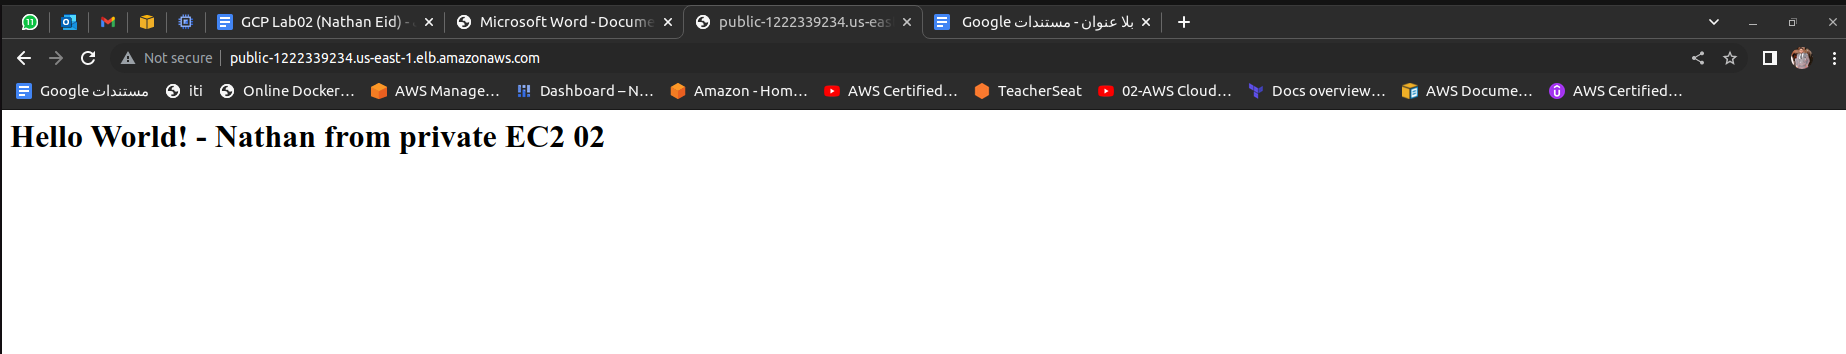 11
GCP Lab02 (Nathan Eid) -
Microsoft Word - Docume
public-1222339234.us-eas
بلا عنوان - مستندات Google
Not secure
public-1222339234.us-east-1.elb.amazonaws.com
مستندات Google
iti
Online Docker...
AWS Manage...
Dashboard – N...
Amazon - Hom...
AWS Certified...
TeacherSeat
02-AWS Cloud...
Docs overview...
AWS Docume...
AWS Certified...
Hello World! - Nathan from private EC2 02